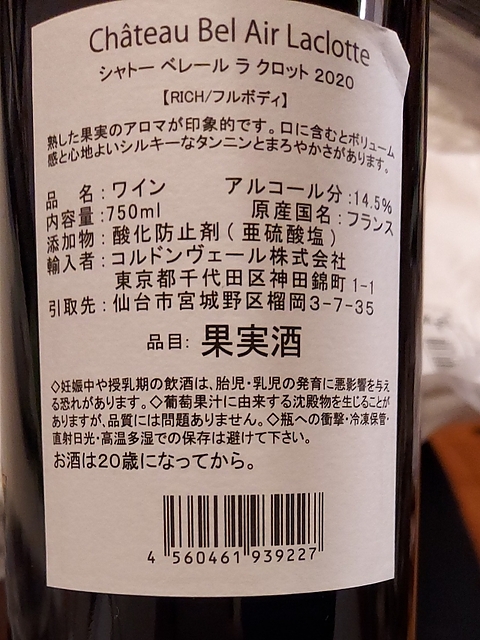 Château Bel Air Laclotte
シャトー ベレール ラ クロット 2020
【RICH/フルボディ】
熟した果実のアロマが印象的です。口に含むとボリューム
感と心地よいシルキーなタンニンとまろやかさがあります。
品　名：ワイン　アルコール分：14.5%
内容量：750ml　原産国名：フランス
添加物：酸化防止剤（亜硫酸塩）
輸入者：コルドンヴェール株式会社
東京都千代田区神田錦町1-1
引取先：仙台市宮城野区榴岡3-7-35
品目：果実酒
◇妊娠中や授乳期の飲酒は、胎児・乳児の発育に悪影響を与え
る恐れがあります。◇葡萄果汁に由来する沈殿物を生じることが
ありますが、品質には問題ありません。◇瓶への衝撃・冷凍保管・
直射日光・高温多湿での保存は避けて下さい。
お酒は20歳になってから。
4 560461 939227